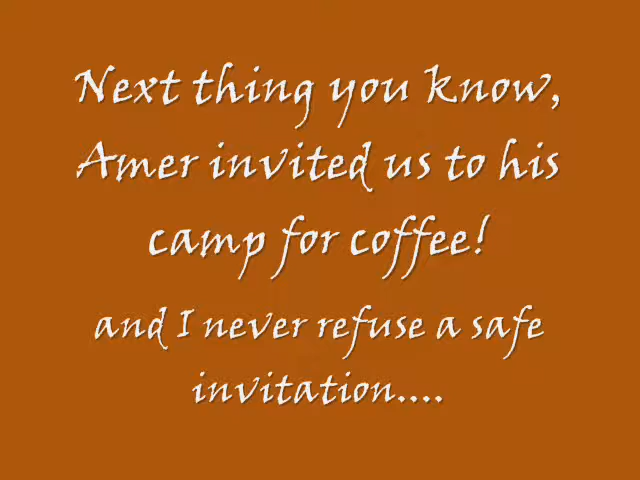 Next thing you know,
Amer invited us to his
camp for coffee!
and I never refuse a safe
invitation....